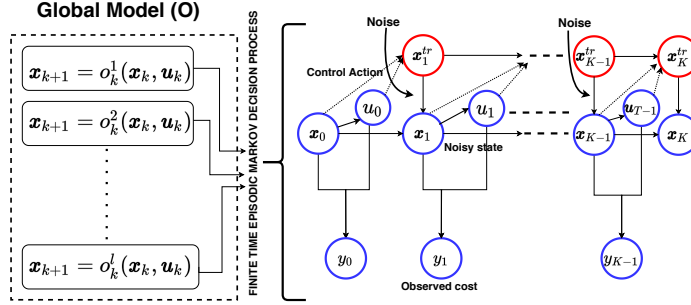 Global Model (O)
x_{k+1} = o_k^1(x_k, u_k)
x_{k+1} = o_k^2(x_k, u_k)
x_{k+1} = o_k^l(x_k, u_k)
FINITE TIME EPISODIC MARKOV DECISION PROCESS
Noise
Noise
x_1^{tr}
x_{K-1}^{tr}
x_K^{tr}
Control Action
u_0
u_1
u_{T-1}
x_0
x_1
x_{K-1}
x_K
Noisy state
y_0
y_1
y_{K-1}
Observed cost